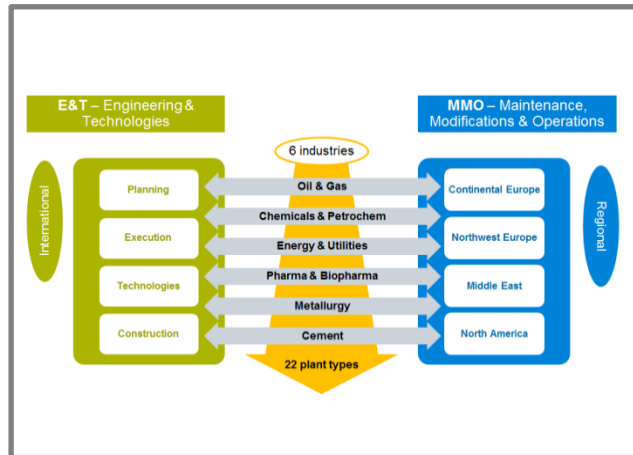 E&T – Engineering &
Technologies
MMO – Maintenance,
Modifications & Operations
6 industries
International
Regional
Planning
Execution
Technologies
Construction
Oil & Gas
Chemicals & Petrochem
Energy & Utilities
Pharma & Biopharma
Metallurgy
Cement
22 plant types
Continental Europe
Northwest Europe
Middle East
North America